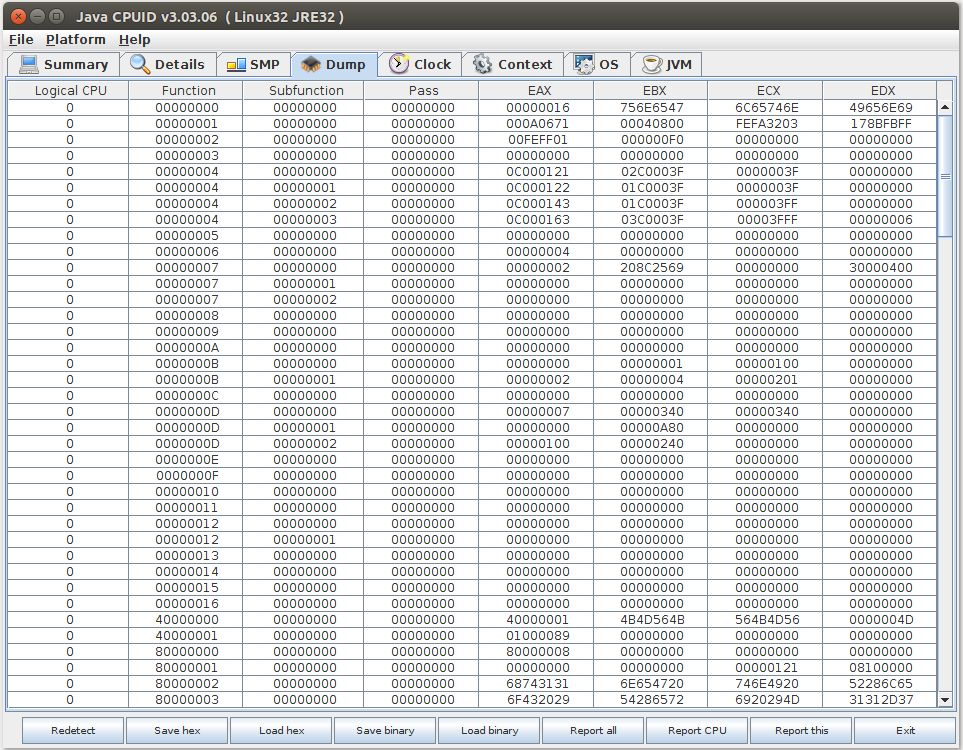 Java CPUID v3.03.06 ( Linux32 JRE32 )
File Platform Help
Summary Details SMP Dump Clock Context OS JVM
Logical CPU Function Subfunction Pass EAX EBX ECX EDX
0 00000000 00000000 00000000 00000016 756E6547 6C65746E 49656E69
0 00000001 00000000 00000000 000A0671 00040800 FEFA3203 178BFBFF
0 00000002 00000000 00000000 00FEFF01 000000F0 00000000 00000000
0 00000003 00000000 00000000 00000000 00000000 00000000 00000000
0 00000004 00000000 00000000 0C000121 02C0003F 0000003F 00000000
0 00000004 00000001 00000000 0C000122 01C0003F 0000003F 00000000
0 00000004 00000002 00000000 0C000143 01C0003F 000003FF 00000000
0 00000004 00000003 00000000 0C000163 03C0003F 00003FFF 00000006
0 00000005 00000000 00000000 00000000 00000000 00000000 00000000
0 00000006 00000000 00000000 00000004 00000000 00000000 00000000
0 00000007 00000000 00000000 00000002 208C2569 00000000 30000400
0 00000007 00000001 00000000 00000000 00000000 00000000 00000000
0 00000007 00000002 00000000 00000000 00000000 00000000 00000000
0 00000008 00000000 00000000 00000000 00000000 00000000 00000000
0 00000009 00000000 00000000 00000000 00000000 00000000 00000000
0 0000000A 00000000 00000000 00000000 00000000 00000000 00000000
0 0000000B 00000000 00000000 00000000 00000001 00000100 00000000
0 0000000B 00000001 00000000 00000002 00000004 00000201 00000000
0 0000000C 00000000 00000000 00000000 00000000 00000000 00000000
0 0000000D 00000000 00000000 00000007 00000340 00000340 00000000
0 0000000D 00000001 00000000 00000000 00000A80 00000000 00000000
0 0000000D 00000002 00000000 00000100 00000240 00000000 00000000
0 0000000E 00000000 00000000 00000000 00000000 00000000 00000000
0 0000000F 00000000 00000000 00000000 00000000 00000000 00000000
0 00000010 00000000 00000000 00000000 00000000 00000000 00000000
0 00000011 00000000 00000000 00000000 00000000 00000000 00000000
0 00000012 00000000 00000000 00000000 00000000 00000000 00000000
0 00000012 00000001 00000000 00000000 00000000 00000000 00000000
0 00000013 00000000 00000000 00000000 00000000 00000000 00000000
0 00000014 00000000 00000000 00000000 00000000 00000000 00000000
0 00000015 00000000 00000000 00000000 00000000 00000000 00000000
0 00000016 00000000 00000000 00000000 00000000 00000000 00000000
0 40000000 00000000 00000000 40000001 4B4D564B 564B4D56 0000004D
0 40000001 00000000 00000000 01000089 00000000 00000000 00000000
0 80000000 00000000 00000000 80000008 00000000 00000000 00000000
0 80000001 00000000 00000000 00000000 00000000 00000121 08100000
0 80000002 00000000 00000000 68743131 6E654720 746E4920 52286C65
0 80000003 00000000 00000000 6F432029 54286572 6920294D 31312D37
Redetect Save hex Load hex Save binary Load binary Report all Report CPU Report this Exit